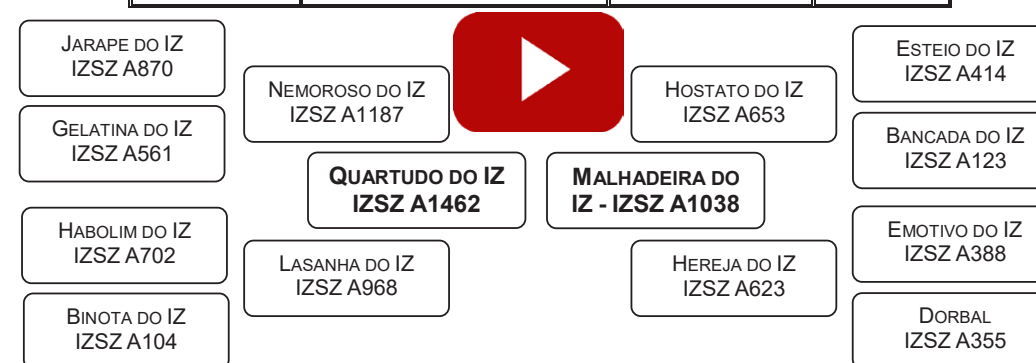 JARAPE DO IZ
IZSZ A870
GELATINA DO IZ
IZSZ A561
HABOLIM DO IZ
IZSZ A702
BINOTA DO IZ
IZSZ A104
NEMOROSO DO IZ
IZSZ A1187
LASANHA DO IZ
IZSZ A968
QUARTUDO DO IZ
IZSZ A1462
MALHADEIRA DO
IZ - IZSZ A1038
HOSTATO DO IZ
IZSZ A653
HEREJA DO IZ
IZSZ A623
ESTEIO DO IZ
IZSZ A414
BANCADA DO IZ
IZSZ A123
EMOTIVO DO IZ
IZSZ A388
DORBAL
IZSZ A355